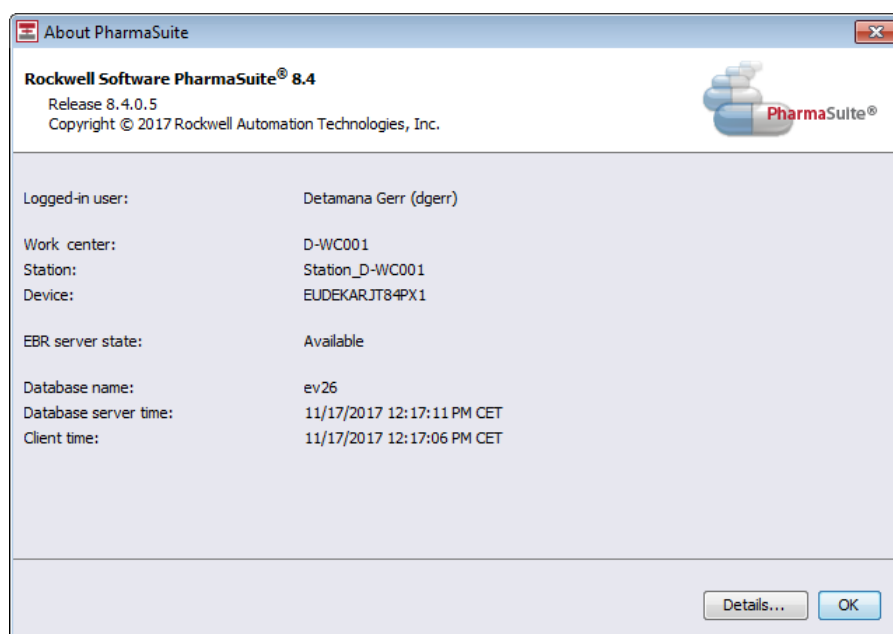 About PharmaSuite
Rockwell Software PharmaSuite® 8.4
Release 8.4.0.5
Copyright © 2017 Rockwell Automation Technologies, Inc.
PharmaSuite®
Logged-in user: Detamana Gerr (dgerr)
Work center: D-WC001
Station: Station_D-WC001
Device: EUDEKARJT84PX1
EBR server state: Available
Database name: ev26
Database server time: 11/17/2017 12:17:11 PM CET
Client time: 11/17/2017 12:17:06 PM CET
Details... OK